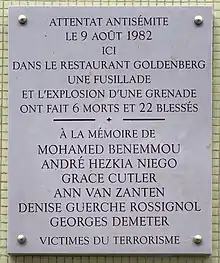 ATTENTAT ANTISÉMITE
LE 9 AOÛT 1982
ICI
DANS LE RESTAURANT GOLDENBERG
UNE FUSILLADE
ET L'EXPLOSION D'UNE GRENADE
ONT FAIT 6 MORTS ET 22 BLESSÉS
À LA MÉMOIRE DE
MOHAMED BENEMMOU
ANDRÉ HEZKIA NIEGO
GRACE CUTLER
ANN VAN ZANTEN
DENISE GUERCHE ROSSIGNOL
GEORGES DEMETER
VICTIMES DU TERRORISME